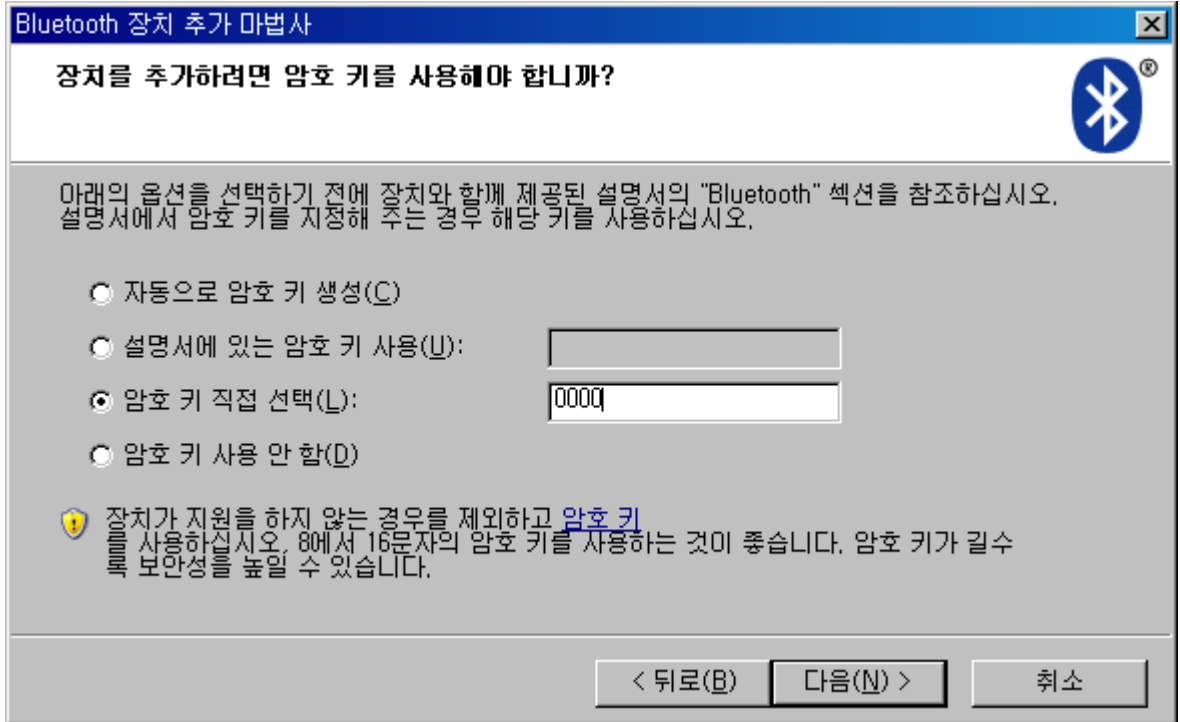 Bluetooth 장치 추가 마법사
장치를 추가하려면 암호 키를 사용해야 합니까?
®
아래의 옵션을 선택하기 전에 장치와 함께 제공된 설명서의 "Bluetooth" 섹션을 참조하십시오.
설명서에서 암호 키를 지정해 주는 경우 해당 키를 사용하십시오.
자동으로 암호 키 생성(C)
설명서에 있는 암호 키 사용(U):
암호 키 직접 선택(L): 0000
암호 키 사용 안 함(D)
장치가 지원을 하지 않는 경우를 제외하고 암호 키
를 사용하십시오. 8에서 16문자의 암호 키를 사용하는 것이 좋습니다. 암호 키가 길수
록 보안성을 높일 수 있습니다.
< 뒤로(B) 다음(N) > 취소